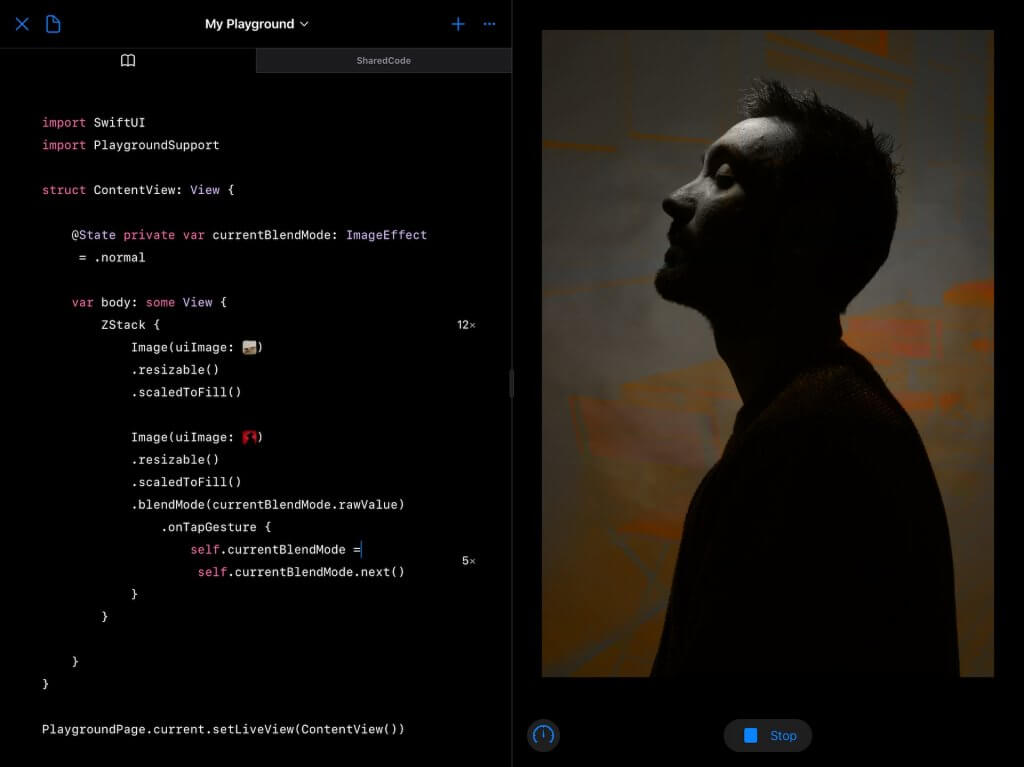 My Playground
SharedCode
import SwiftUI
import PlaygroundSupport
struct ContentView: View {
@State private var currentBlendMode: ImageEffect
= .normal
var body: some View {
ZStack {
12×
Image(uiImage: )
.resizable()
.scaledToFill()
Image(uiImage: )
.resizable()
.scaledToFill()
.blendMode(currentBlendMode.rawValue)
.onTapGesture {
self.currentBlendMode =
5×
self.currentBlendMode.next()
}
}
}
}
PlaygroundPage.current.setLiveView(ContentView())
Stop